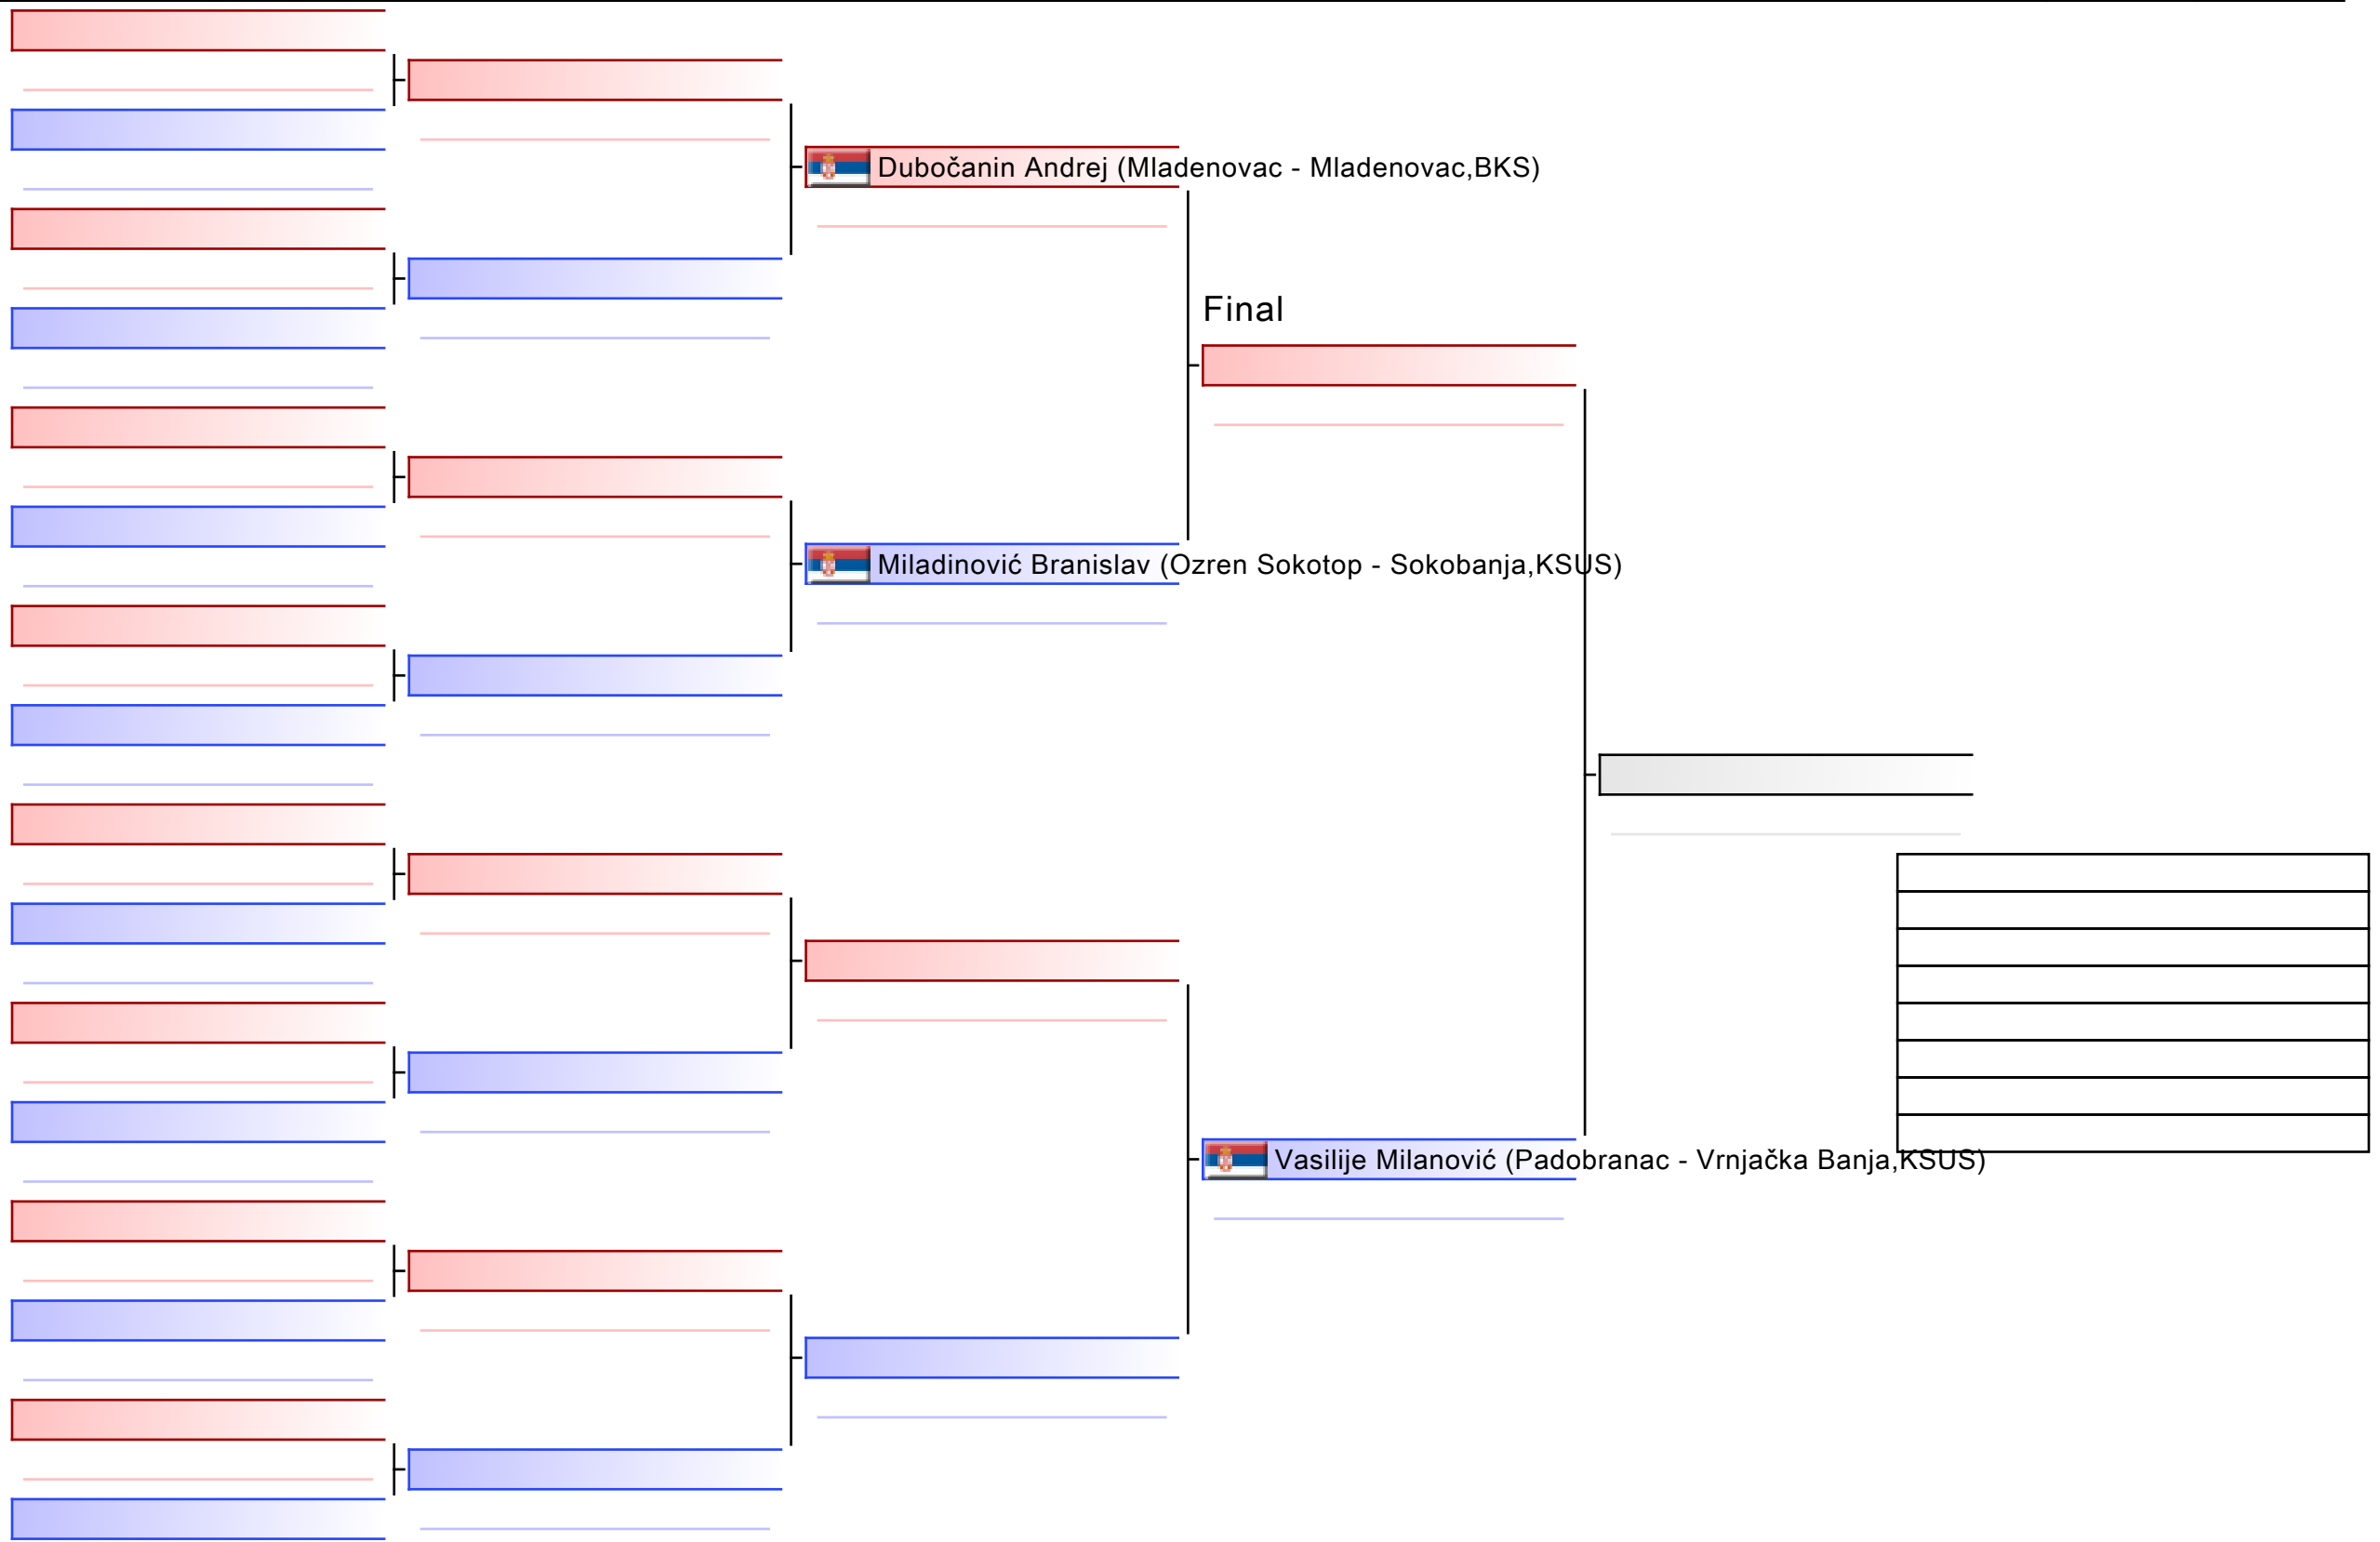 Dubočanin Andrej (Mladenovac - Mladenovac,BKS)
Final
Miladinović Branislav (Ozren Sokotop - Sokobanja,KSUS)
Vasilije Milanović (Padobranac - Vrnjačka Banja,KSUS)